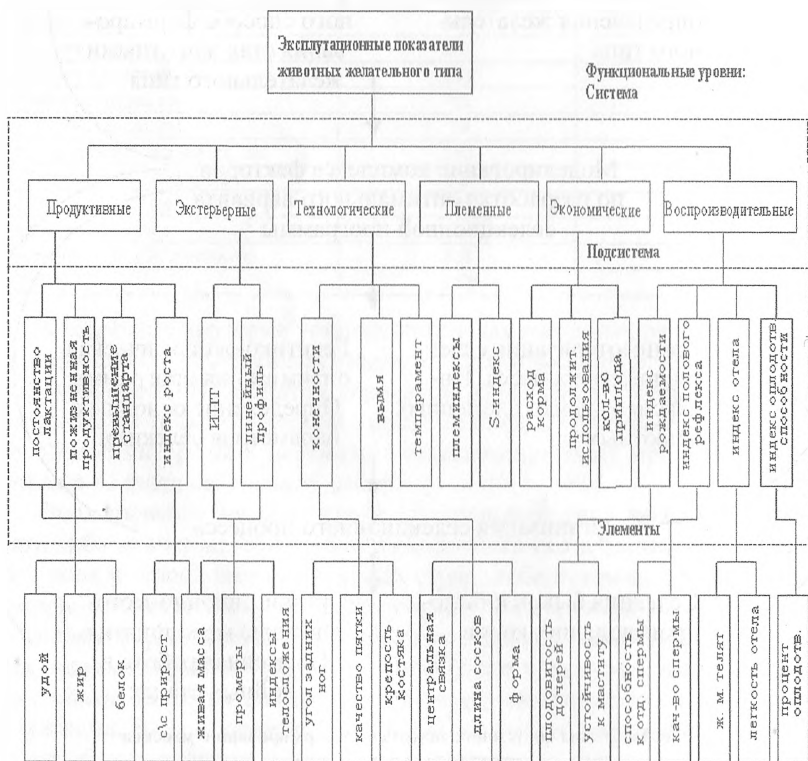 Эксплутационные показатели
животных желательного типа
Функциональные уровни:
Система
Продуктивные
Экстерьерные
Технологические
Племенные
Экономические
Воспроизводительные
Подсистема
постоянство
лактации
пожизненная
продуктивность
превышение
стандарта
индекс роста
ИПТ
линейный
профиль
конечности
вымя
темперамент
племиндексы
S-индекс
расход
корма
продолжит.
использования
кол-во
приплода
индекс
рождаемости
индекс полового
рефлекса
индекс отела
индекс оплодотв.
способности
Элементы
удой
жир
белок
с\с прирост
живая масса
промеры
индексы
телосложения
угол задних
ног
качество пятки
крепость
костяка
центральная
связка
длина сосков
форма
плодовитость
дочерей
устойчивость
к маститу
способность
к отд. спермы
кач-во спермы
ж. м. телят
легкость отела
процент
оплодотв.